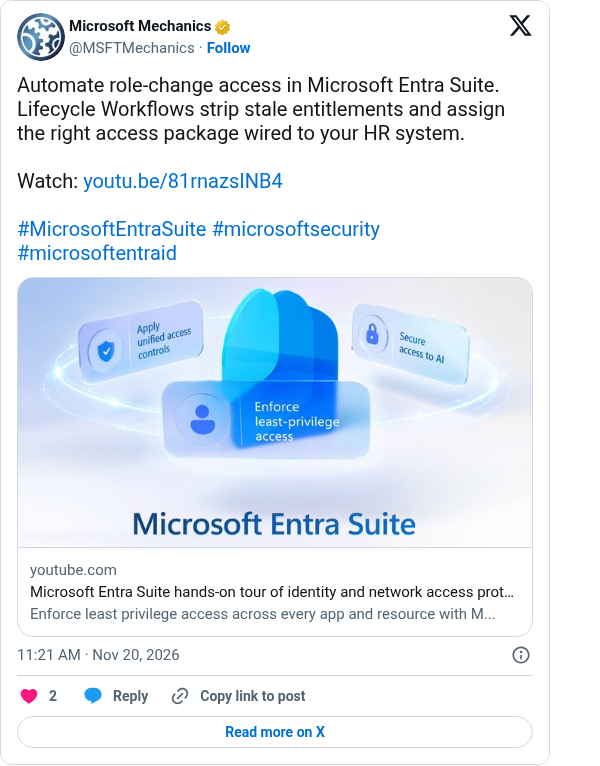 Microsoft Mechanics
@MSFTMechanics · Follow
Automate role-change access in Microsoft Entra Suite.
Lifecycle Workflows strip stale entitlements and assign
the right access package wired to your HR system.
Watch: youtu.be/81rnazsINB4
#MicrosoftEntraSuite #microsoftsecurity
#microsoftentraid
Apply
unified access
controls
Secure
access to AI
Enforce
least-privilege
access
Microsoft Entra Suite
youtube.com
Microsoft Entra Suite hands-on tour of identity and network access prot...
Enforce least privilege access across every app and resource with M...
11:21 AM · Nov 20, 2026
2 Reply Copy link to post
Read more on X